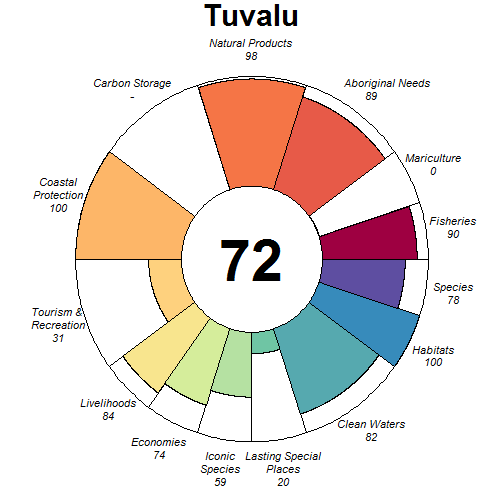 Tuvalu
Natural Products
98
Carbon Storage
-
Aboriginal Needs
89
Mariculture
0
Coastal
Protection
100
Fisheries
90
72
Species
78
Tourism &
Recreation
31
Habitats
100
Livelihoods
84
Clean Waters
82
Economies
74
Iconic
Species
59
Lasting Special
Places
20